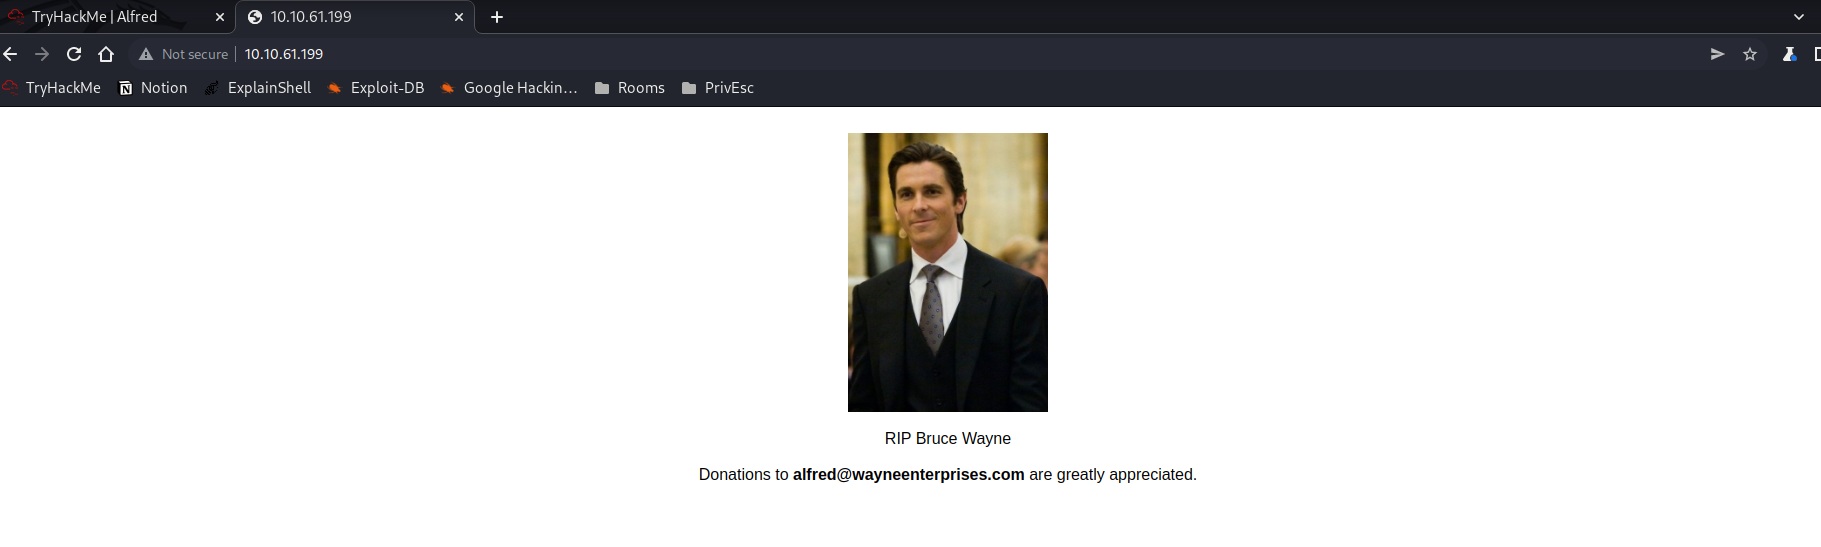 TryHackMe | Alfred
10.10.61.199
Not secure
10.10.61.199
TryHackMe
Notion
ExplainShell
Exploit-DB
Google Hackin…
Rooms
PrivEsc
RIP Bruce Wayne
Donations to alfred@wayneenterprises.com are greatly appreciated.